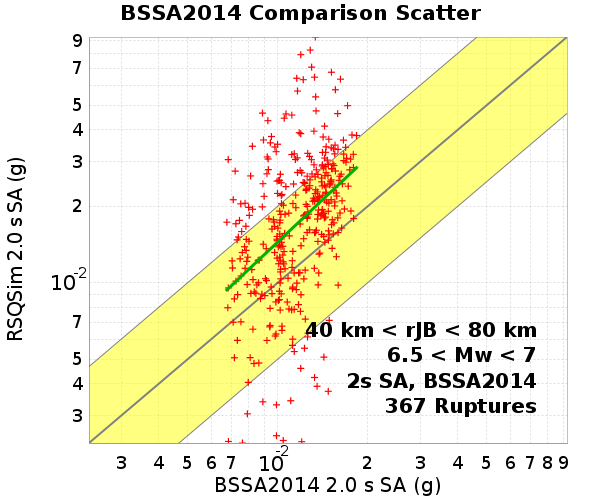 BSSA2014 Comparison Scatter
RSQSim 2.0 s SA (g)
9
7
5
4
3
2
10-2
7
5
4
3
40 km < rJB < 80 km
6.5 < Mw < 7
2s SA, BSSA2014
367 Ruptures
3 4 5 6 7 10-2 2 3 4 5 6 7 8 9
BSSA2014 2.0 s SA (g)